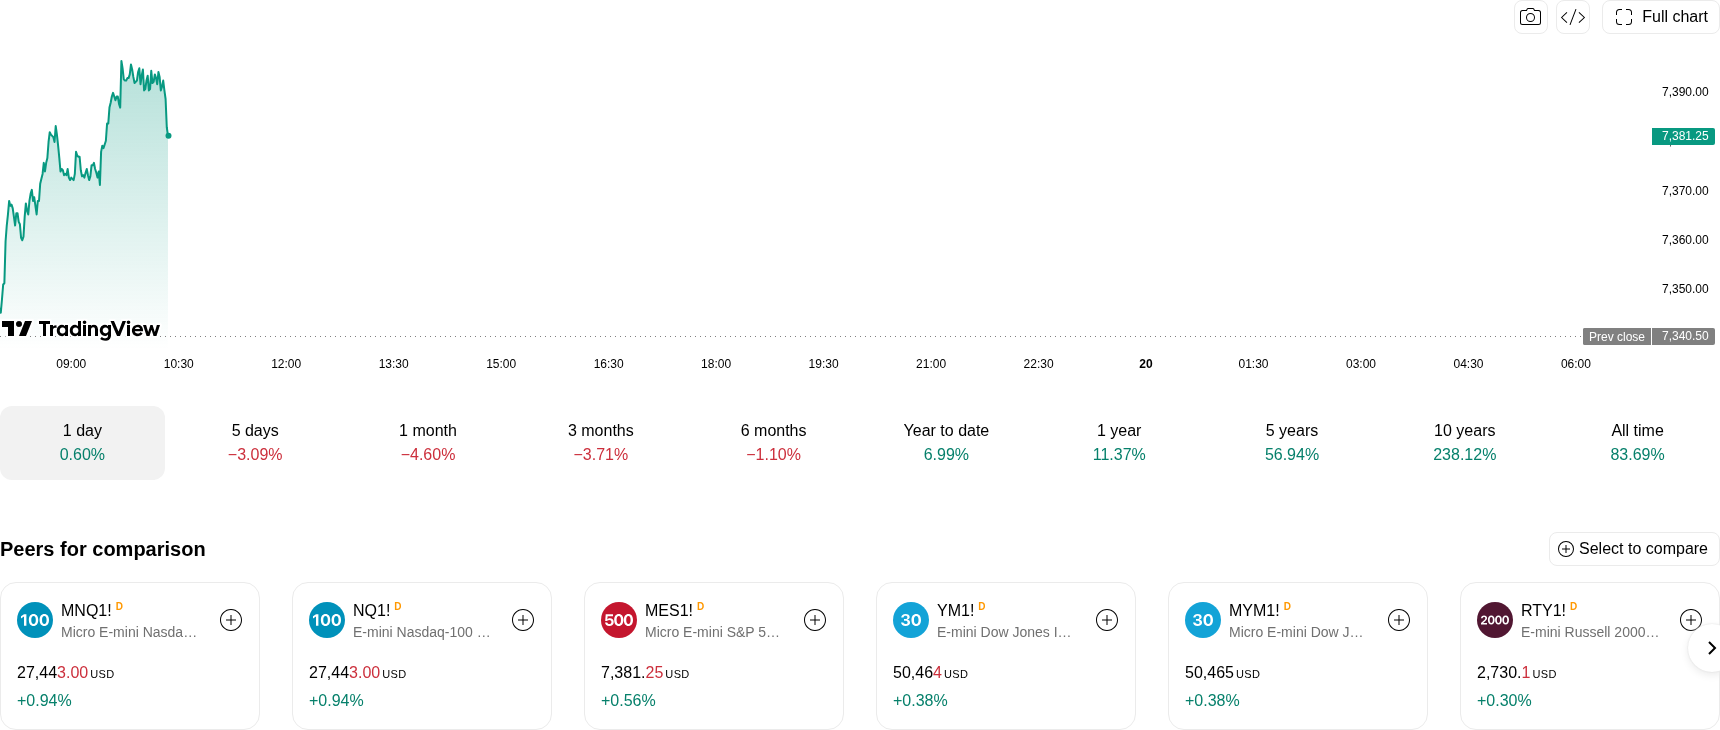 Full chart
7,390.00
7,381.25
7,370.00
7,360.00
7,350.00
TradingView
Prev close 7,340.50
09:00 10:30 12:00 13:30 15:00 16:30 18:00 19:30 21:00 22:30 20 01:30 03:00 04:30 06:00
1 day 5 days 1 month 3 months 6 months Year to date 1 year 5 years 10 years All time
0.60% −3.09% −4.60% −3.71% −1.10% 6.99% 11.37% 56.94% 238.12% 83.69%
Peers for comparison
Select to compare
100 MNQ1! D
Micro E-mini Nasda…
27,443.00 USD
+0.94%
100 NQ1! D
E-mini Nasdaq-100 …
27,443.00 USD
+0.94%
500 MES1! D
Micro E-mini S&P 5…
7,381.25 USD
+0.56%
30 YM1! D
E-mini Dow Jones I…
50,464 USD
+0.38%
30 MYM1! D
Micro E-mini Dow J…
50,465 USD
+0.38%
2000 RTY1! D
E-mini Russell 2000…
2,730.1 USD
+0.30%